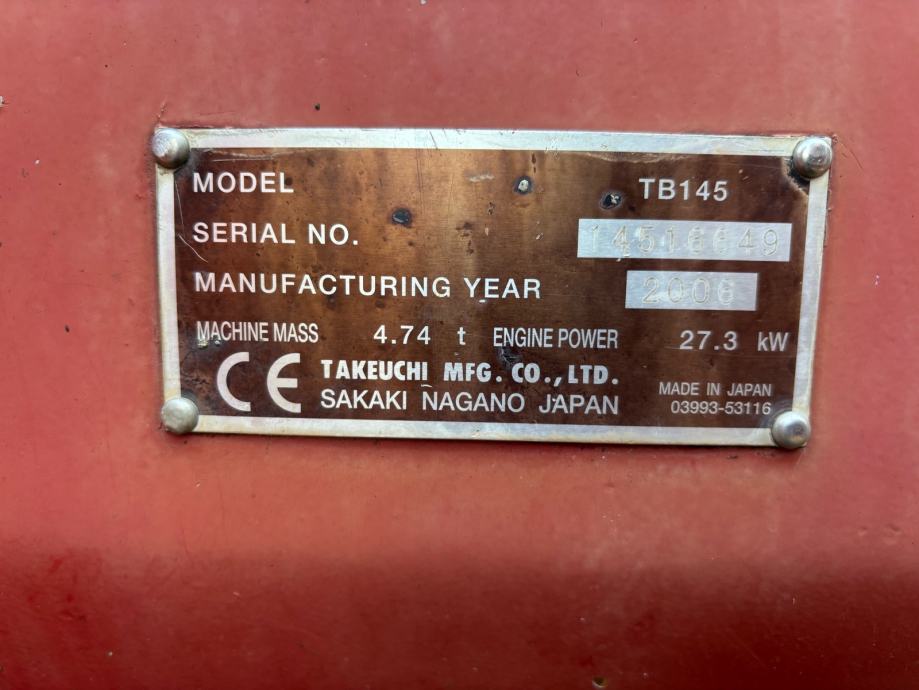 MODEL TB145
SERIAL NO. 14516649
MANUFACTURING YEAR 2006
MACHINE MASS 4.74 t ENGINE POWER 27.3 kW
CE TAKEUCHI MFG. CO.,LTD.
SAKAKI NAGANO JAPAN
MADE IN JAPAN
03993-53116